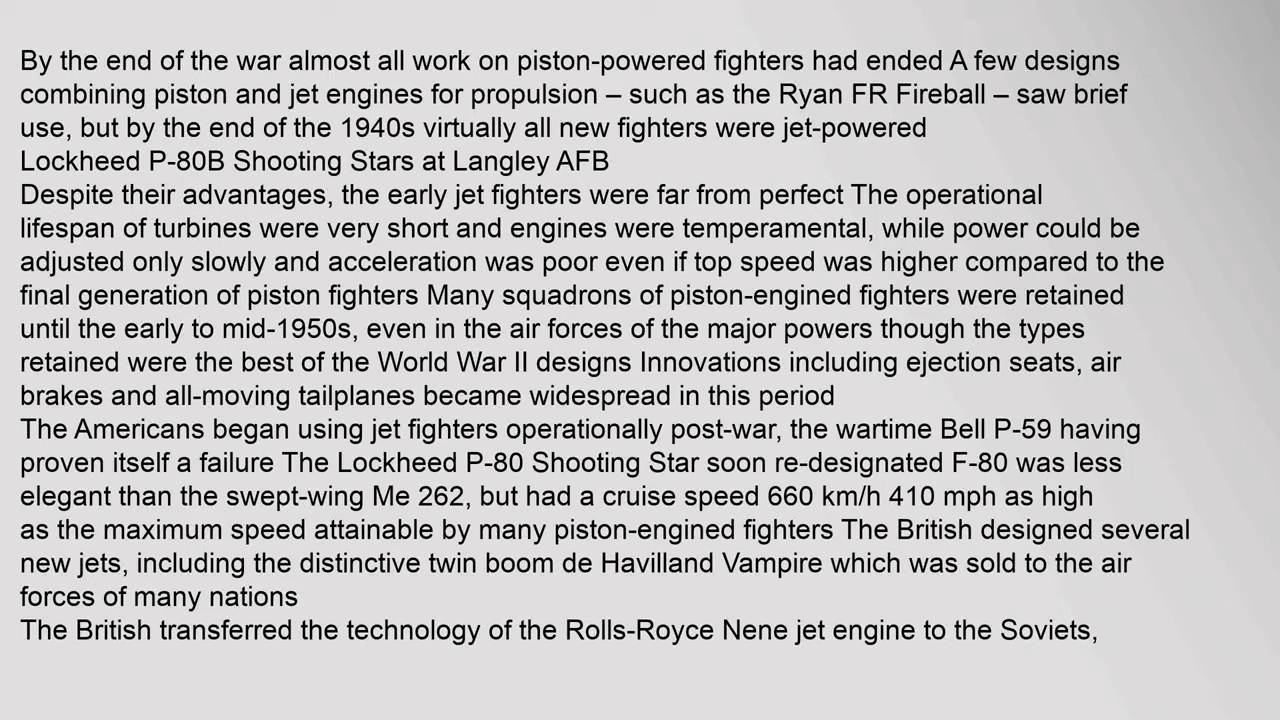 By the end of the war almost all work on piston-powered fighters had ended A few designs
combining piston and jet engines for propulsion – such as the Ryan FR Fireball – saw brief
use, but by the end of the 1940s virtually all new fighters were jet-powered
Lockheed P-80B Shooting Stars at Langley AFB
Despite their advantages, the early jet fighters were far from perfect The operational
lifespan of turbines were very short and engines were temperamental, while power could be
adjusted only slowly and acceleration was poor even if top speed was higher compared to the
final generation of piston fighters Many squadrons of piston-engined fighters were retained
until the early to mid-1950s, even in the air forces of the major powers though the types
retained were the best of the World War II designs Innovations including ejection seats, air
brakes and all-moving tailplanes became widespread in this period
The Americans began using jet fighters operationally post-war, the wartime Bell P-59 having
proven itself a failure The Lockheed P-80 Shooting Star soon re-designated F-80 was less
elegant than the swept-wing Me 262, but had a cruise speed 660 km/h 410 mph as high
as the maximum speed attainable by many piston-engined fighters The British designed several
new jets, including the distinctive twin boom de Havilland Vampire which was sold to the air
forces of many nations
The British transferred the technology of the Rolls-Royce Nene jet engine to the Soviets,